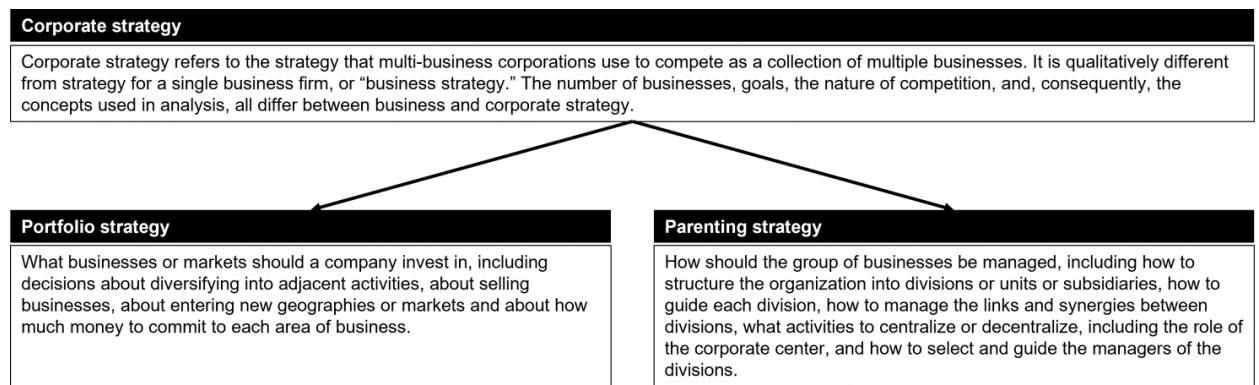 Corporate strategy
Corporate strategy refers to the strategy that multi-business corporations use to compete as a collection of multiple businesses. It is qualitatively different
from strategy for a single business firm, or “business strategy.” The number of businesses, goals, the nature of competition, and, consequently, the
concepts used in analysis, all differ between business and corporate strategy.
Portfolio strategy
What businesses or markets should a company invest in, including
decisions about diversifying into adjacent activities, about selling
businesses, about entering new geographies or markets and about how
much money to commit to each area of business.
Parenting strategy
How should the group of businesses be managed, including how to
structure the organization into divisions or units or subsidiaries, how to
guide each division, how to manage the links and synergies between
divisions, what activities to centralize or decentralize, including the role of
the corporate center, and how to select and guide the managers of the
divisions.